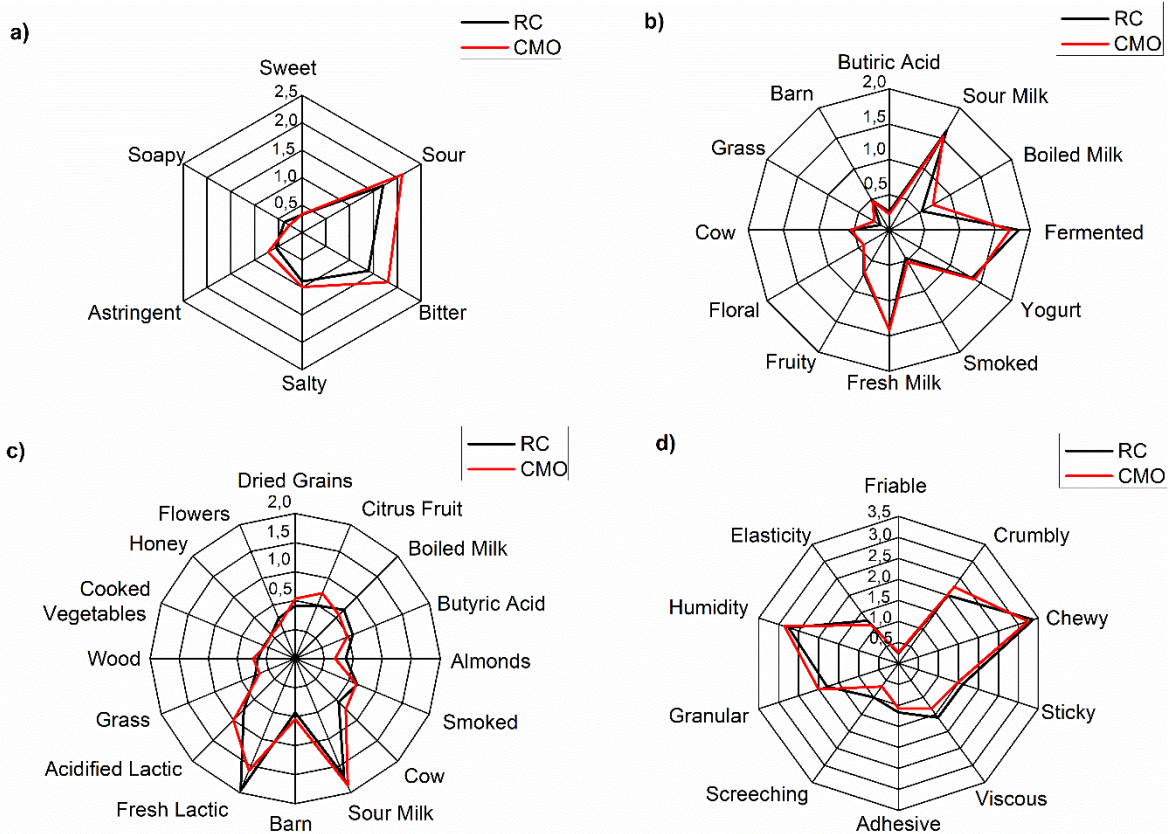 a)
RC
CMO
Sweet
2,5
2,0
1,5
1,0
0,5
Soapy
Sour
Astringent
Bitter
Salty
b)
RC
CMO
Butiric Acid
2,0
1,5
1,0
0,5
Barn
Sour Milk
Grass
Boiled Milk
Cow
Fermented
Floral
Yogurt
Fruity
Smoked
Fresh Milk
c)
RC
CMO
Dried Grains
2,0
1,5
1,0
0,5
Flowers
Citrus Fruit
Honey
Boiled Milk
Cooked
Vegetables
Butyric Acid
Wood
Almonds
Grass
Smoked
Acidified Lactic
Cow
Fresh Lactic
Sour Milk
Barn
d)
RC
CMO
Friable
3,5
3,0
2,5
2,0
1,5
1,0
0,5
Elasticity
Crumbly
Humidity
Chewy
Granular
Sticky
Screeching
Viscous
Adhesive